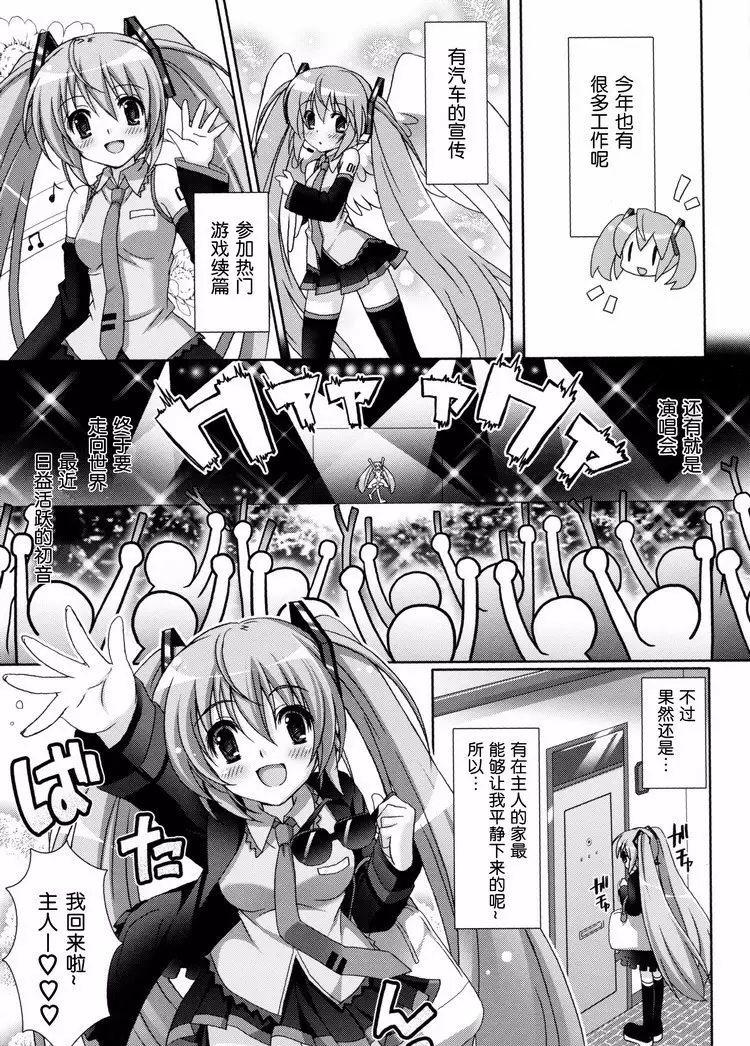 今年也有
很多工作呢
有汽车的宣传
参加热门
游戏续篇
还有就是
演唱会
ワァァァァ
终于要
走向世界
最近
日益活跃的初音
不过
果然还是…
有在主人的家最
能够让我平静下来的呢~
所以…
ガチャ
ばたーん
我回来啦~
主人ー♡♡♡